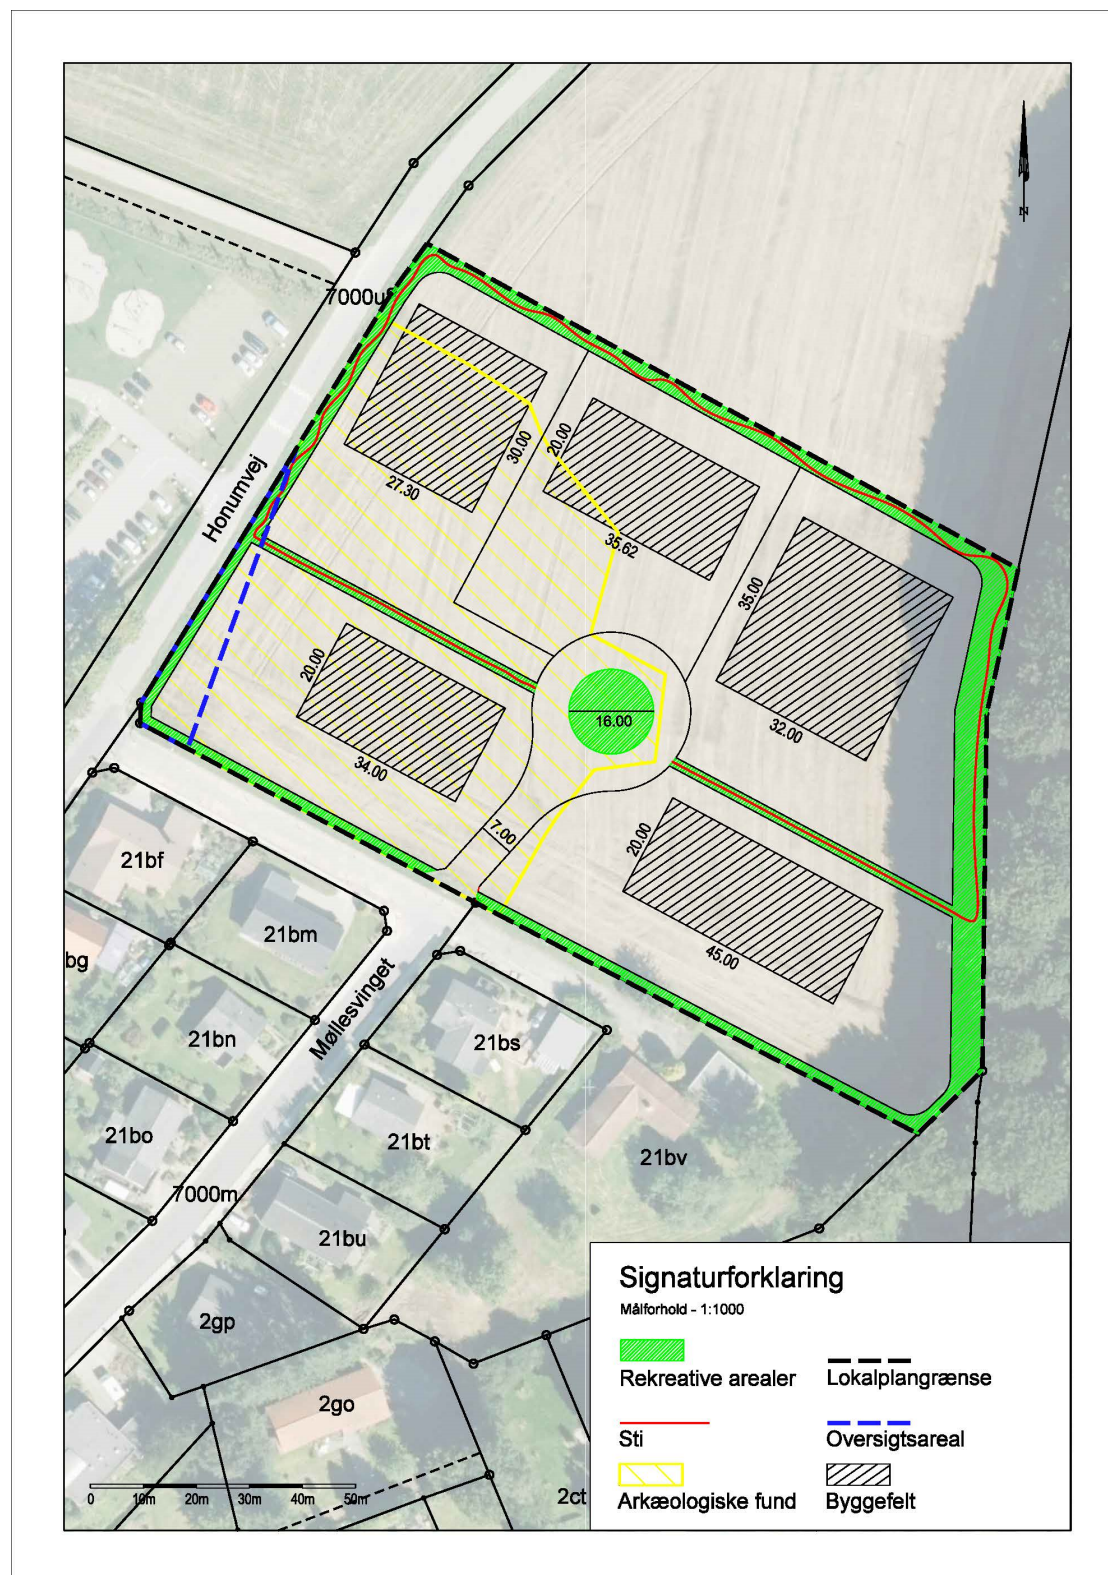 N
7000u
Honumvej
30.00
27.30
20.00
35.62
35.00
32.00
20.00
34.00
16.00
7.00
20.00
45.00
21bf
21bm
bg
21bn
Møllesvinget
21bs
21bo
21bt
21bv
7000m
21bu
2gp
2go
2ct
0 10m 20m 30m 40m 50m
Signaturforklaring
Målforhold - 1:1000
Rekreative arealer
Lokalplangrænse
Sti
Oversigtsareal
Arkæologiske fund
Byggefelt